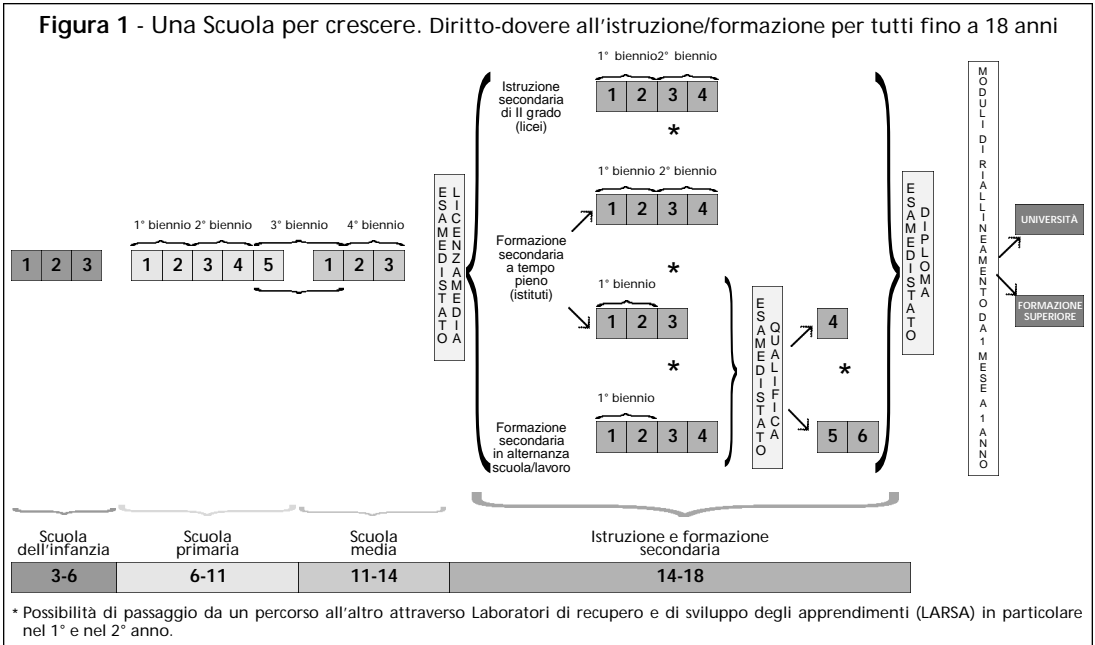 Figura 1 - Una Scuola per crescere. Diritto-dovere all'istruzione/formazione per tutti fino a 18 anni
1° biennio2° biennio
Istruzione
secondaria
di II grado
(licei)
1 2 3 4
*
1° biennio 2° biennio
1 2 3 4
Formazione
secondaria
a tempo
pieno
(istituti)
*
1° biennio
1 2 3
*
1° biennio
Formazione
secondaria
in alternanza
scuola/lavoro
1 2 3 4
1 2 3
1° biennio 2° biennio 3° biennio 4° biennio
1 2 3 4 5 1 2 3
ESAME DI STATO
LICENZA MEDIA
ESAME DI STATO
QUALIFICA
4
*
5 6
ESAME DI STATO
DIPLOMA
MODULI DI RIALLINEAMENTO DA 1 MESE A 1 ANNO
UNIVERSITÀ
FORMAZIONE
SUPERIORE
Scuola
dell'infanzia
Scuola
primaria
Scuola
media
Istruzione e formazione
secondaria
3-6 6-11 11-14 14-18
* Possibilità di passaggio da un percorso all'altro attraverso Laboratori di recupero e di sviluppo degli apprendimenti (LARSA) in particolare
nel 1° e nel 2° anno.